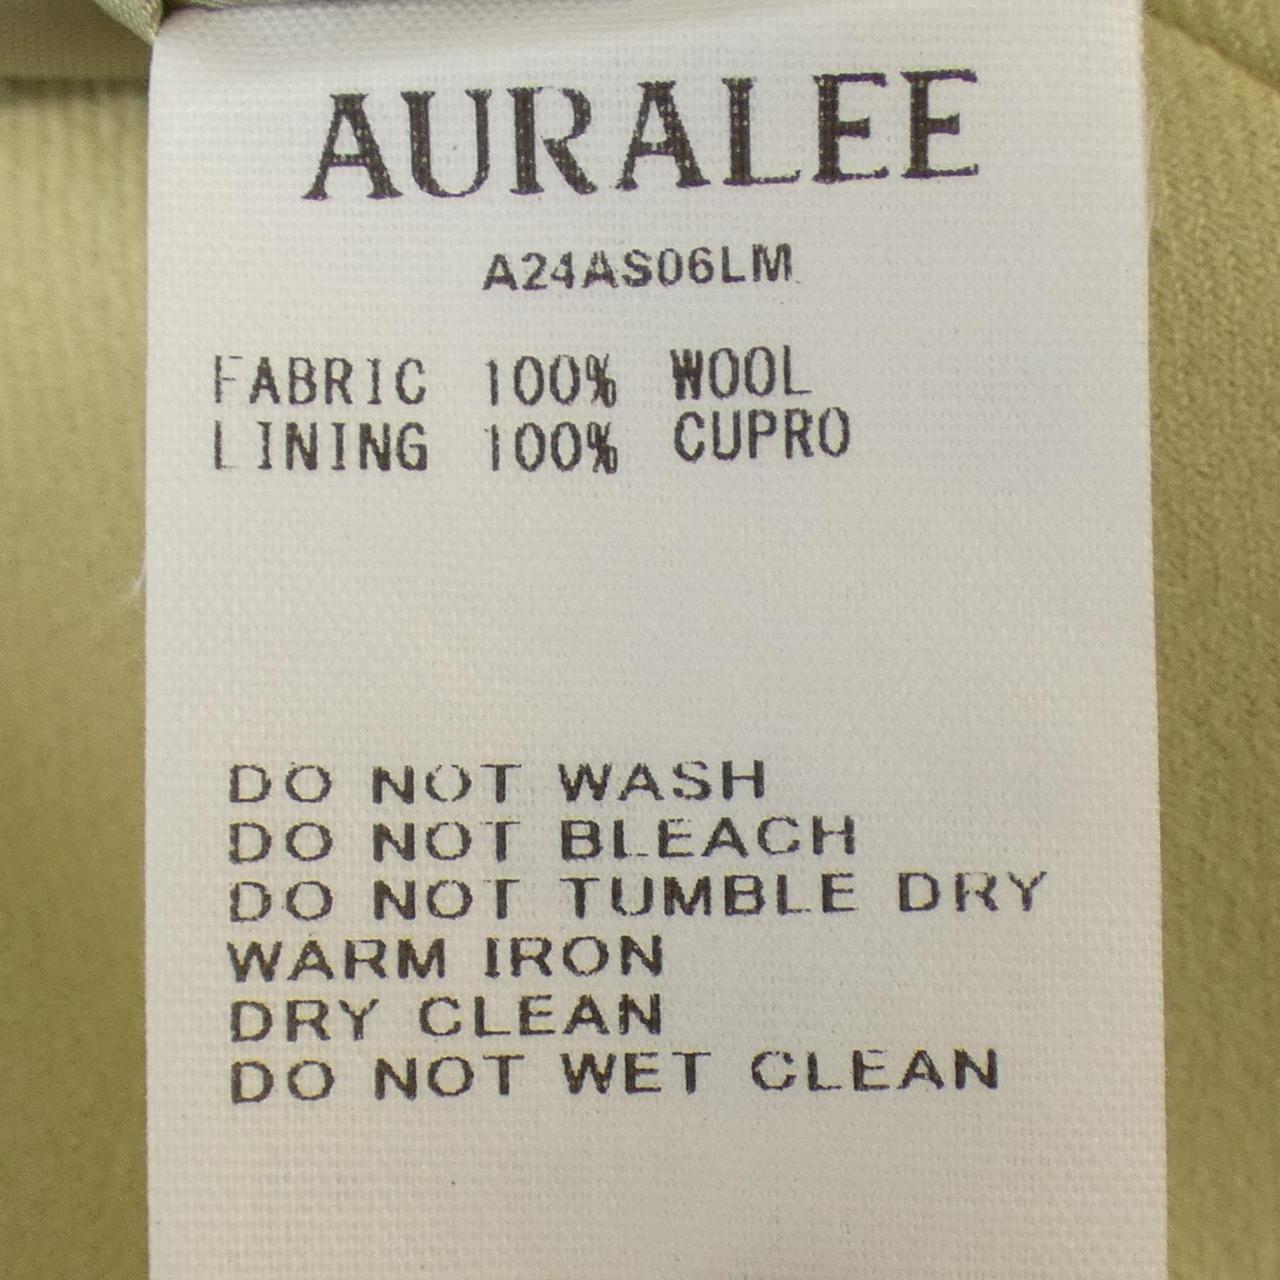 AURALEE
A24AS06LM
FABRIC 100% WOOL
LINING 100% CUPRO
DO NOT WASH
DO NOT BLEACH
DO NOT TUMBLE DRY
WARM IRON
DRY CLEAN
DO NOT WET CLEAN